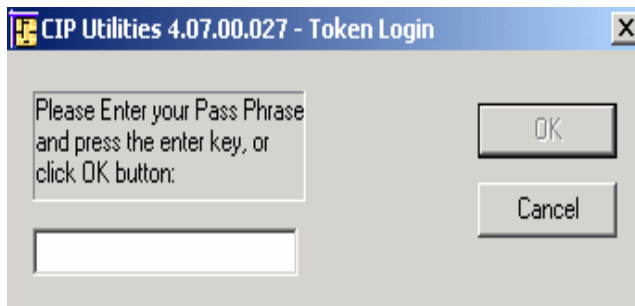 CIP Utilities 4.07.00.027 - Token Login
Please Enter your Pass Phrase
and press the enter key, or
click OK button:
OK
Cancel